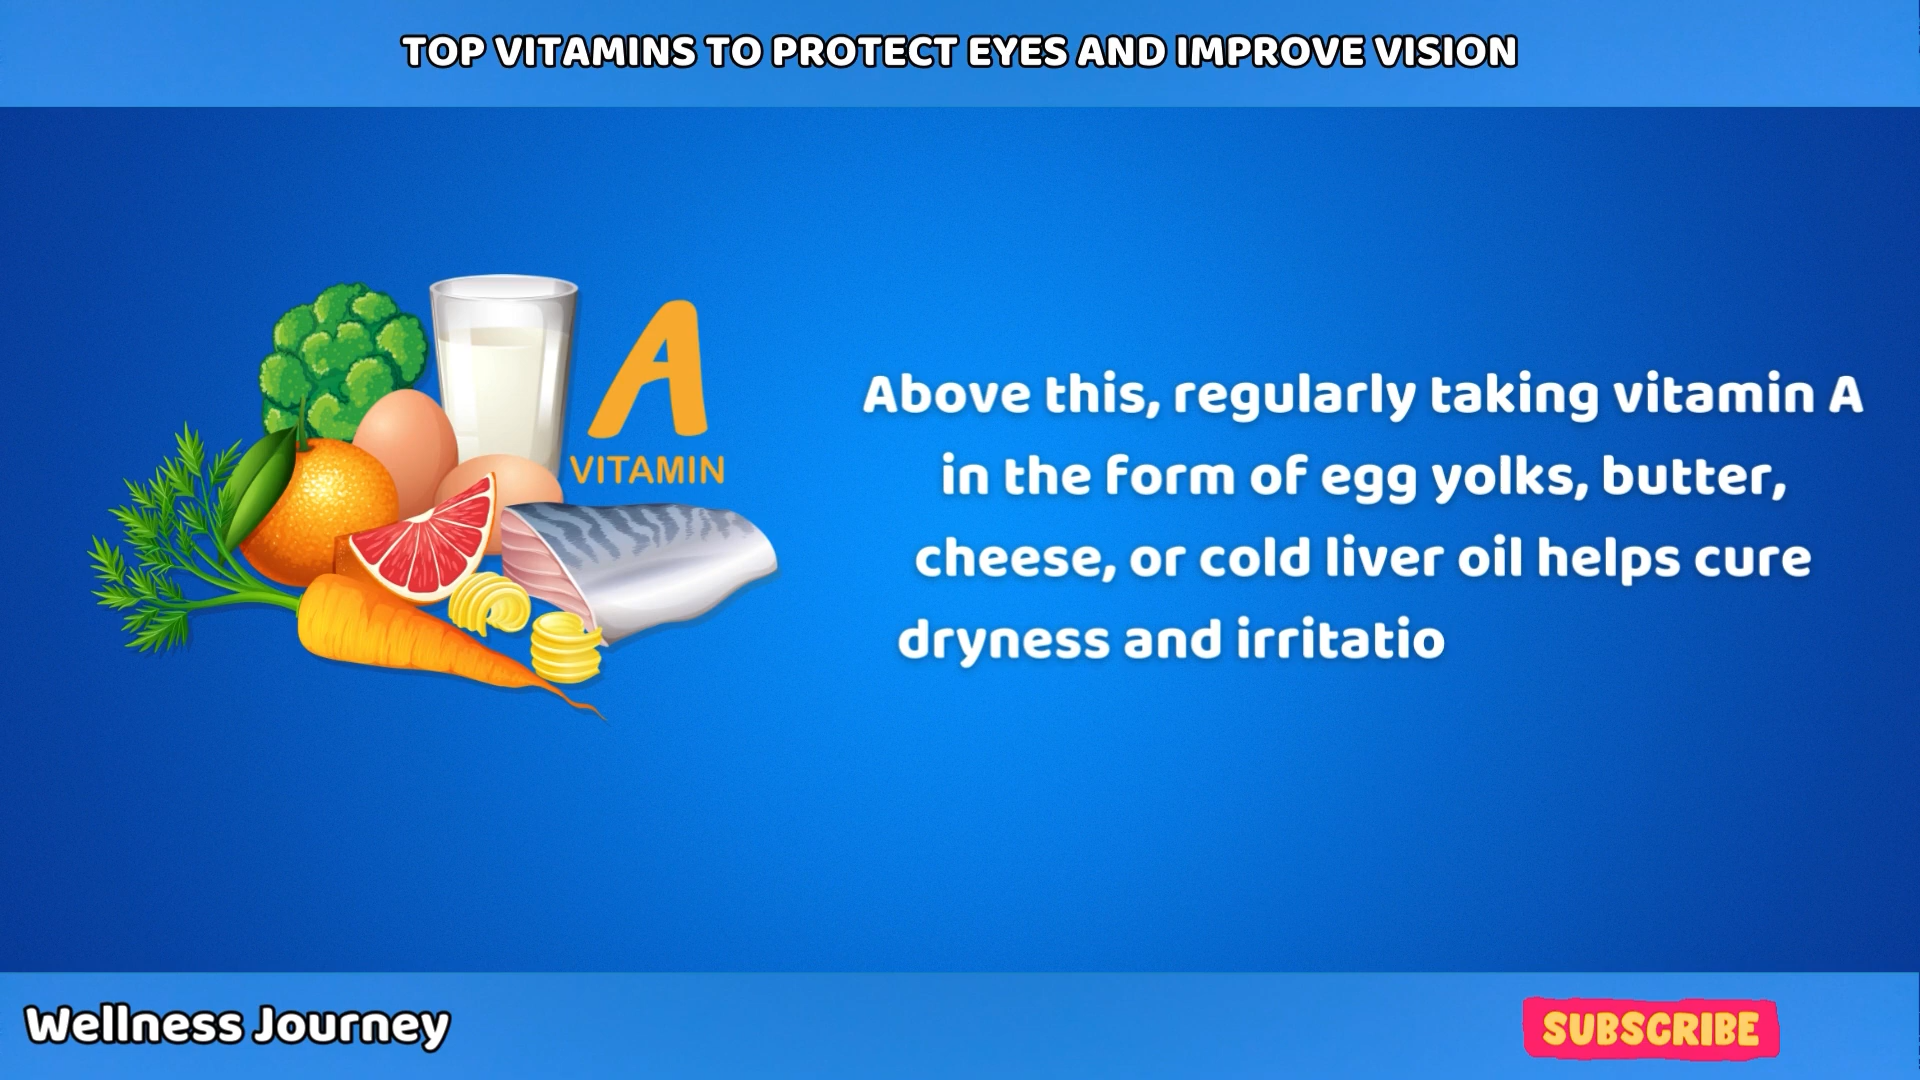 TOP VITAMINS TO PROTECT EYES AND IMPROVE VISION
A
VITAMIN
Above this, regularly taking vitamin A
in the form of egg yolks, butter,
cheese, or cold liver oil helps cure
dryness and irritatio
Wellness Journey
SUBSCRIBE